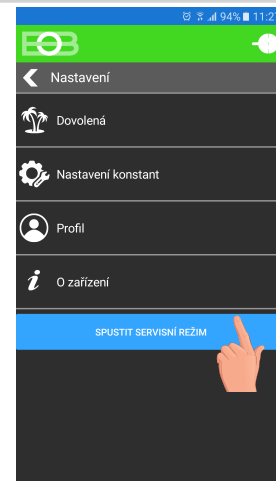 94% 11:2
EOB
Nastavení
Dovolená
Nastavení konstant
Profil
i O zařízení
SPUSTIT SERVISNÍ REŽIM